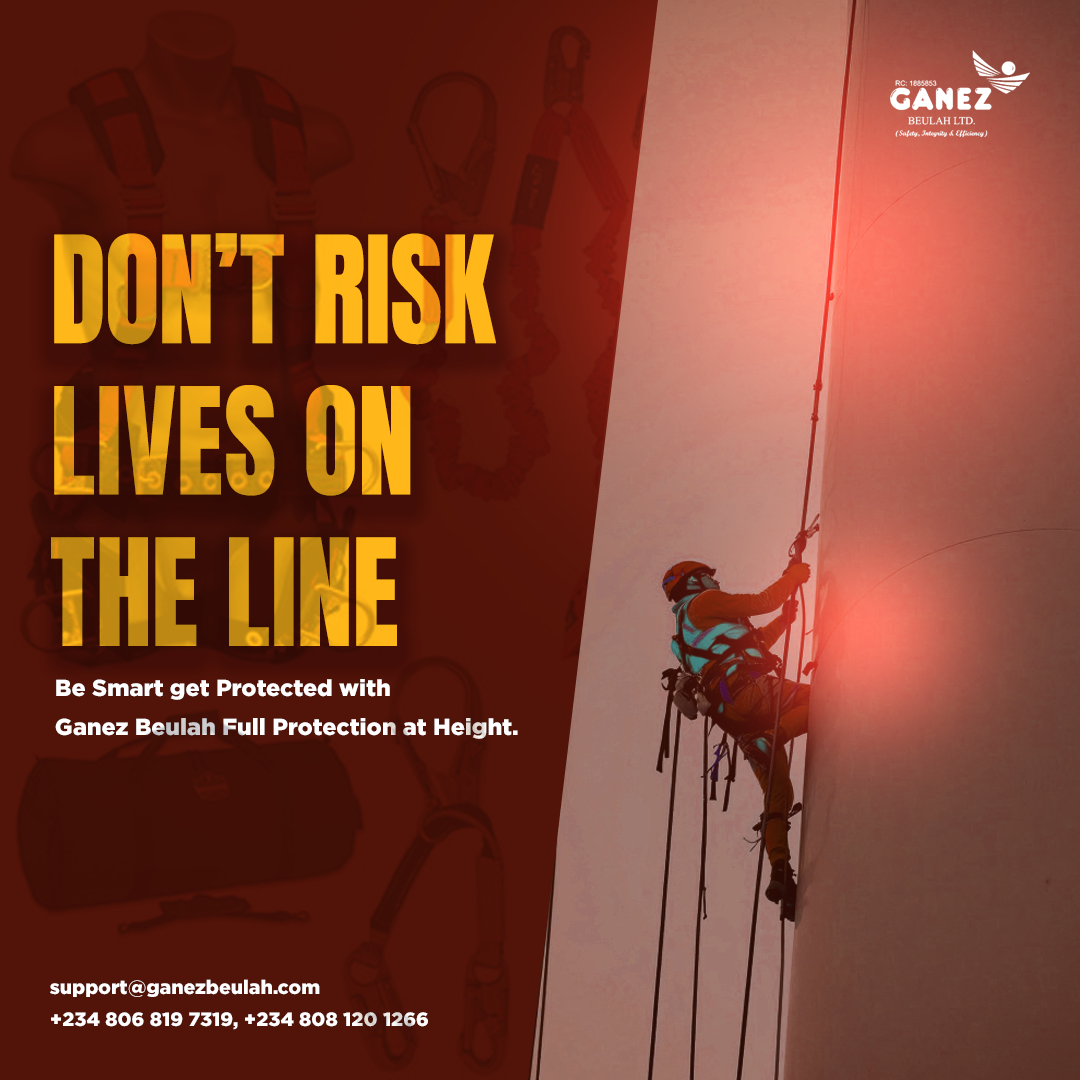 RC: 1885853
GANEZ
BEULAH LTD.
(Safety, Integrity & Efficiency)
DON'T RISK
LIVES ON
THE LINE
Be Smart get Protected with
Ganez Beulah Full Protection at Height.
support@ganezbeulah.com
+234 806 819 7319, +234 808 120 1266